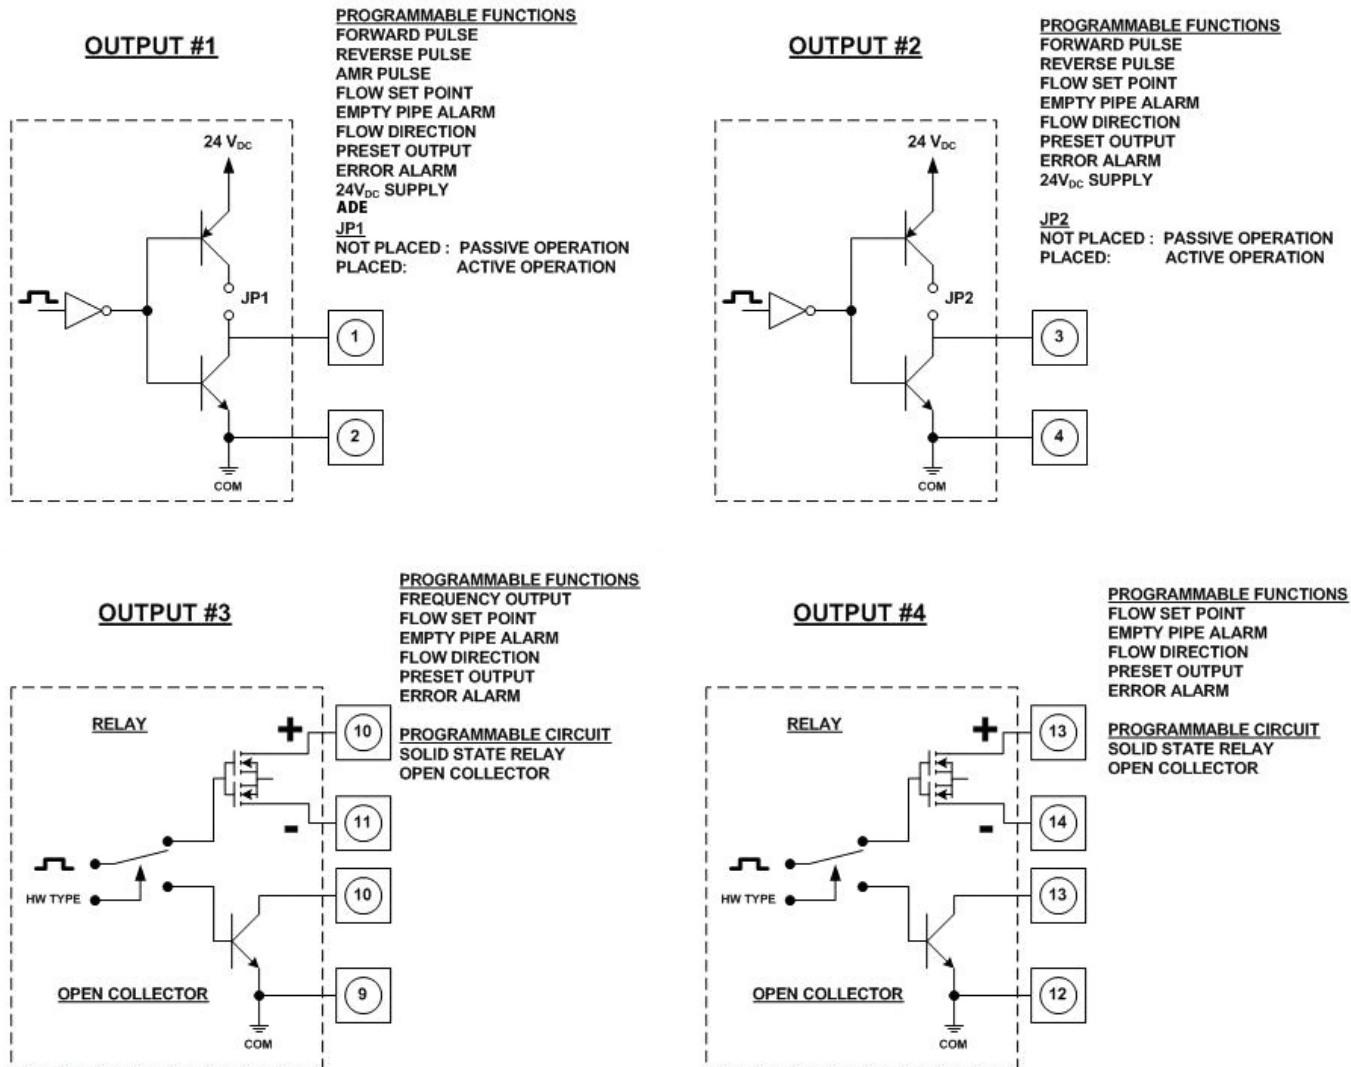 OUTPUT #1
PROGRAMMABLE FUNCTIONS
FORWARD PULSE
REVERSE PULSE
AMR PULSE
FLOW SET POINT
EMPTY PIPE ALARM
FLOW DIRECTION
PRESET OUTPUT
ERROR ALARM
24VDC SUPPLY
ADE
JP1
NOT PLACED : PASSIVE OPERATION
PLACED: ACTIVE OPERATION
24 VDC
JP1
1
2
COM
OUTPUT #2
PROGRAMMABLE FUNCTIONS
FORWARD PULSE
REVERSE PULSE
FLOW SET POINT
EMPTY PIPE ALARM
FLOW DIRECTION
PRESET OUTPUT
ERROR ALARM
24VDC SUPPLY
JP2
NOT PLACED : PASSIVE OPERATION
PLACED: ACTIVE OPERATION
24 VDC
JP2
3
4
COM
OUTPUT #3
PROGRAMMABLE FUNCTIONS
FREQUENCY OUTPUT
FLOW SET POINT
EMPTY PIPE ALARM
FLOW DIRECTION
PRESET OUTPUT
ERROR ALARM
PROGRAMMABLE CIRCUIT
SOLID STATE RELAY
OPEN COLLECTOR
RELAY
+
10
-
11
HW TYPE
10
OPEN COLLECTOR
9
COM
OUTPUT #4
PROGRAMMABLE FUNCTIONS
FLOW SET POINT
EMPTY PIPE ALARM
FLOW DIRECTION
PRESET OUTPUT
ERROR ALARM
PROGRAMMABLE CIRCUIT
SOLID STATE RELAY
OPEN COLLECTOR
RELAY
+
13
-
14
HW TYPE
13
OPEN COLLECTOR
12
COM